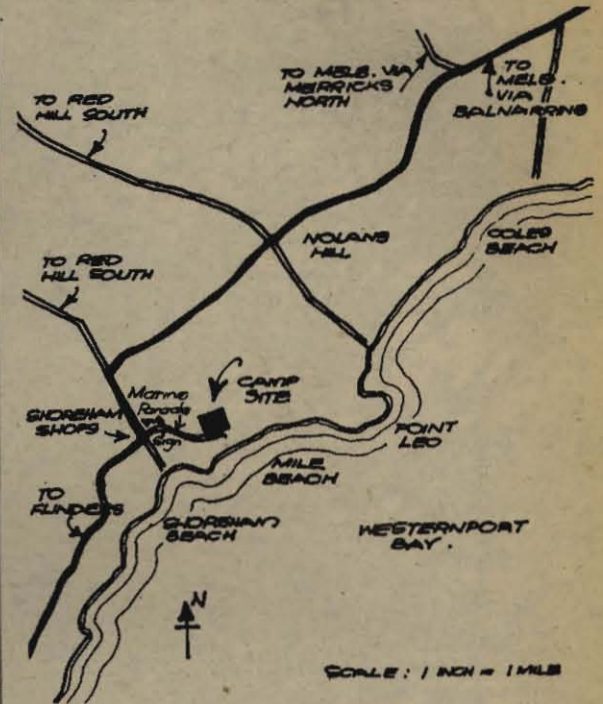 TO MELB. VIA
MERRICKS
NORTH
TO
MELB.
VIA
BALNARRING
TO RED
HILL SOUTH
NOLANS
HILL
COLES
BEACH
TO RED
HILL SOUTH
CAMP
SITE
Marine
Parade
Sign
SHOREHAM
SHOPS
POINT
LEO
MILE
BEACH
TO
FLINDERS
SHOREHAM
BEACH
WESTERNPORT
BAY.
N
SCALE: 1 INCH = 1 MILE